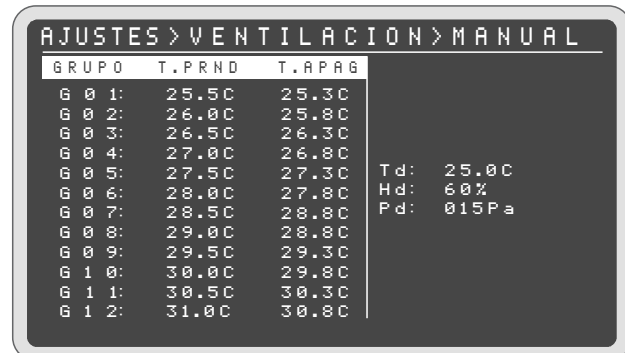 AJUSTES>VENTILACION>MANUAL
GRUPO T.PRND T.APAG
G01: 25.5C 25.3C
G02: 26.0C 25.8C
G03: 26.5C 26.3C
G04: 27.0C 26.8C
G05: 27.5C 27.3C
G06: 28.0C 27.8C
G07: 28.5C 28.8C
G08: 29.0C 28.8C
G09: 29.5C 29.3C
G10: 30.0C 29.8C
G11: 30.5C 30.3C
G12: 31.0C 30.8C
Td: 25.0C
Hd: 60%
Pd: 015Pa